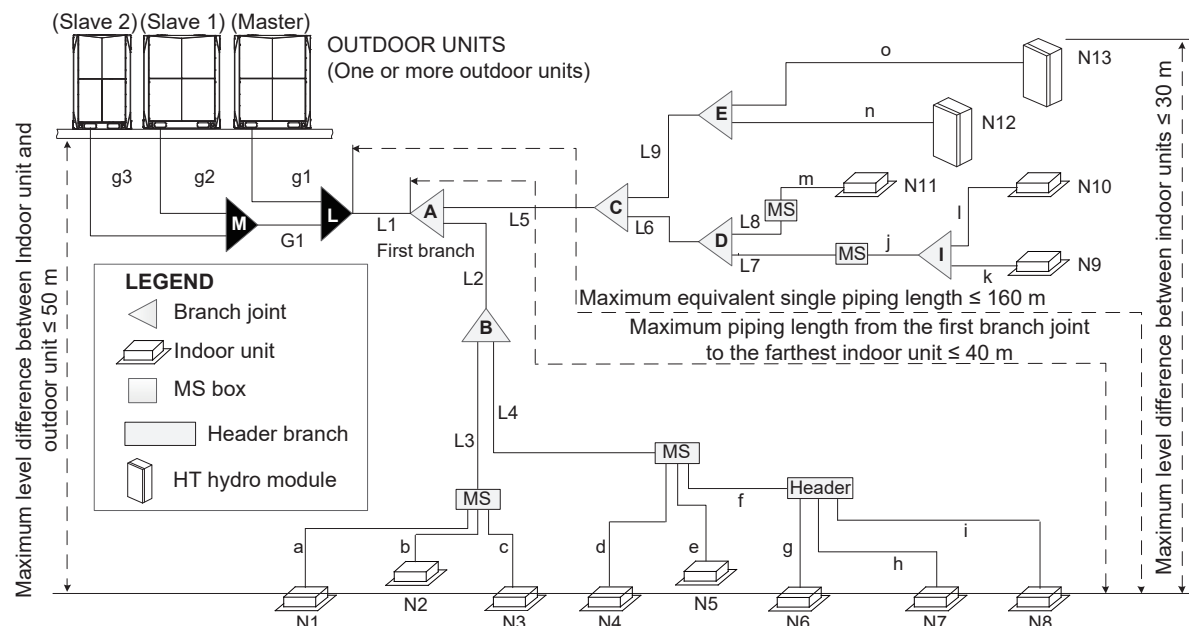 (Slave 2) (Slave 1) (Master)
OUTDOOR UNITS
(One or more outdoor units)
Maximum level difference between Indoor unit and
outdoor unit ≤ 50 m
g3
g2
g1
M
L
G1
L1
A
First branch
L5
L2
B
L3
L4
C
L9
L6
E
o
N13
n
N12
D
L8
MS
m
N11
L7
MS
j
I
l
N10
k
N9
Maximum equivalent single piping length ≤ 160 m
Maximum piping length from the first branch joint
to the farthest indoor unit ≤ 40 m
Maximum level difference between indoor units ≤ 30 m
LEGEND
Branch joint
Indoor unit
MS box
Header branch
HT hydro module
MS
a
b
c
MS
d
e
f
Header
g
h
i
N1
N2
N3
N4
N5
N6
N7
N8